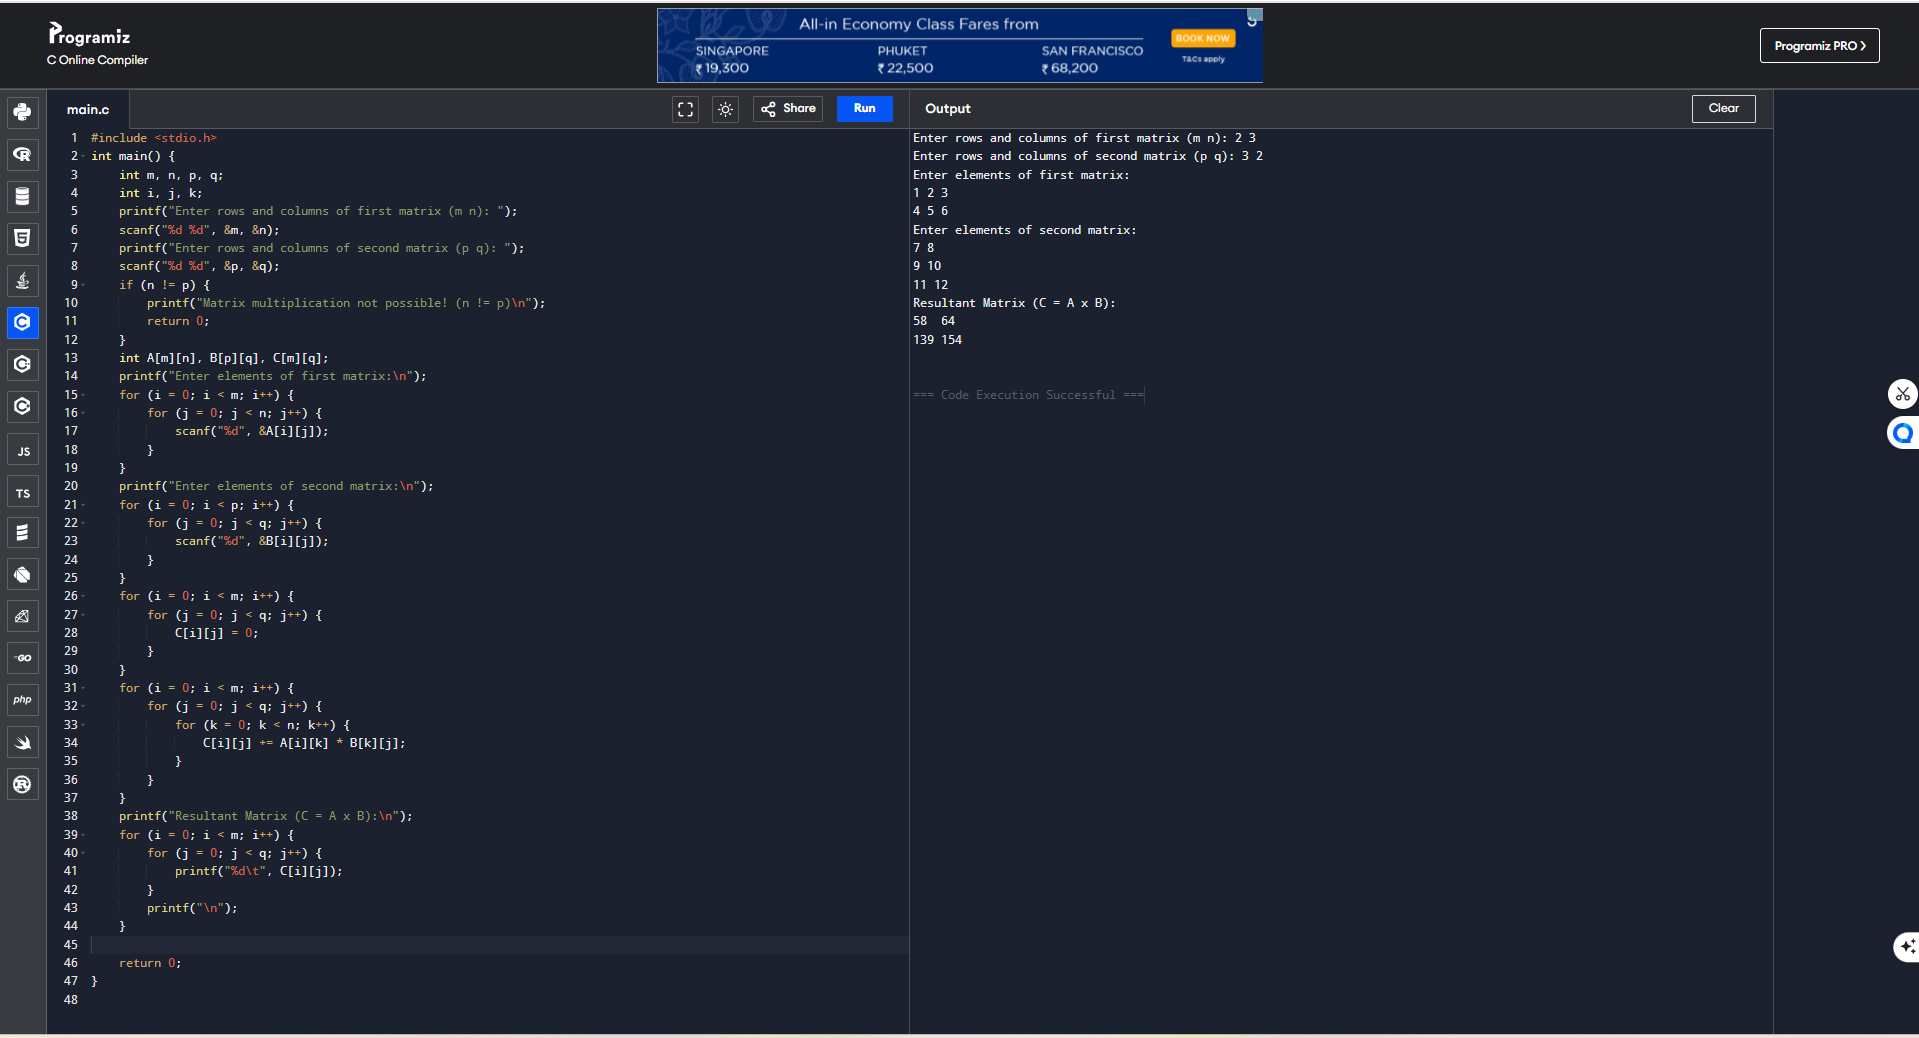 Programiz
C Online Compiler
All-in Economy Class Fares from
SINGAPORE
₹ 19,300
PHUKET
₹ 22,500
SAN FRANCISCO
₹ 68,200
BOOK NOW
T&Cs apply
Programiz PRO
main.c
Share
Run
Output
Clear
JS
TS
GO
php
1 #include <stdio.h>
2 int main() {
3     int m, n, p, q;
4     int i, j, k;
5     printf("Enter rows and columns of first matrix (m n): ");
6     scanf("%d %d", &m, &n);
7     printf("Enter rows and columns of second matrix (p q): ");
8     scanf("%d %d", &p, &q);
9     if (n != p) {
10         printf("Matrix multiplication not possible! (n != p)\n");
11         return 0;
12     }
13     int A[m][n], B[p][q], C[m][q];
14     printf("Enter elements of first matrix:\n");
15     for (i = 0; i < m; i++) {
16         for (j = 0; j < n; j++) {
17             scanf("%d", &A[i][j]);
18         }
19     }
20     printf("Enter elements of second matrix:\n");
21     for (i = 0; i < p; i++) {
22         for (j = 0; j < q; j++) {
23             scanf("%d", &B[i][j]);
24         }
25     }
26     for (i = 0; i < m; i++) {
27         for (j = 0; j < q; j++) {
28             C[i][j] = 0;
29         }
30     }
31     for (i = 0; i < m; i++) {
32         for (j = 0; j < q; j++) {
33             for (k = 0; k < n; k++) {
34                 C[i][j] += A[i][k] * B[k][j];
35             }
36         }
37     }
38     printf("Resultant Matrix (C = A x B):\n");
39     for (i = 0; i < m; i++) {
40         for (j = 0; j < q; j++) {
41             printf("%d\t", C[i][j]);
42         }
43         printf("\n");
44     }
45
46     return 0;
47 }
48
Enter rows and columns of first matrix (m n): 2 3
Enter rows and columns of second matrix (p q): 3 2
Enter elements of first matrix:
1 2 3
4 5 6
Enter elements of second matrix:
7 8
9 10
11 12
Resultant Matrix (C = A x B):
58  64
139 154
=== Code Execution Successful ===